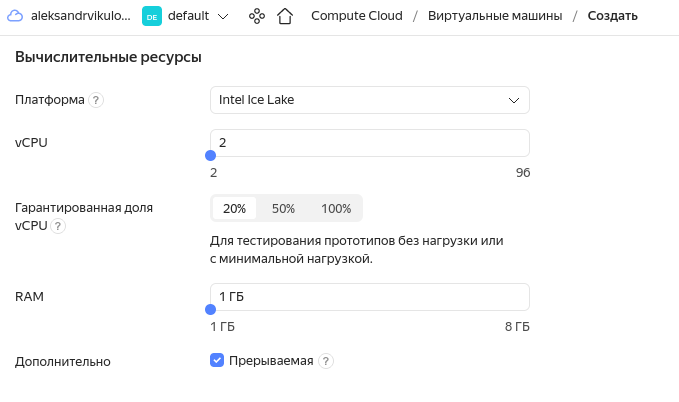 aleksandrvikulo... DE default Compute Cloud / Виртуальные машины / Создать
Вычислительные ресурсы
Платформа ? Intel Ice Lake
vCPU 2
2 96
Гарантированная доля vCPU ? 20% 50% 100%
Для тестирования прототипов без нагрузки или
с минимальной нагрузкой.
RAM 1 ГБ
1 ГБ 8 ГБ
Дополнительно Прерываемая ?